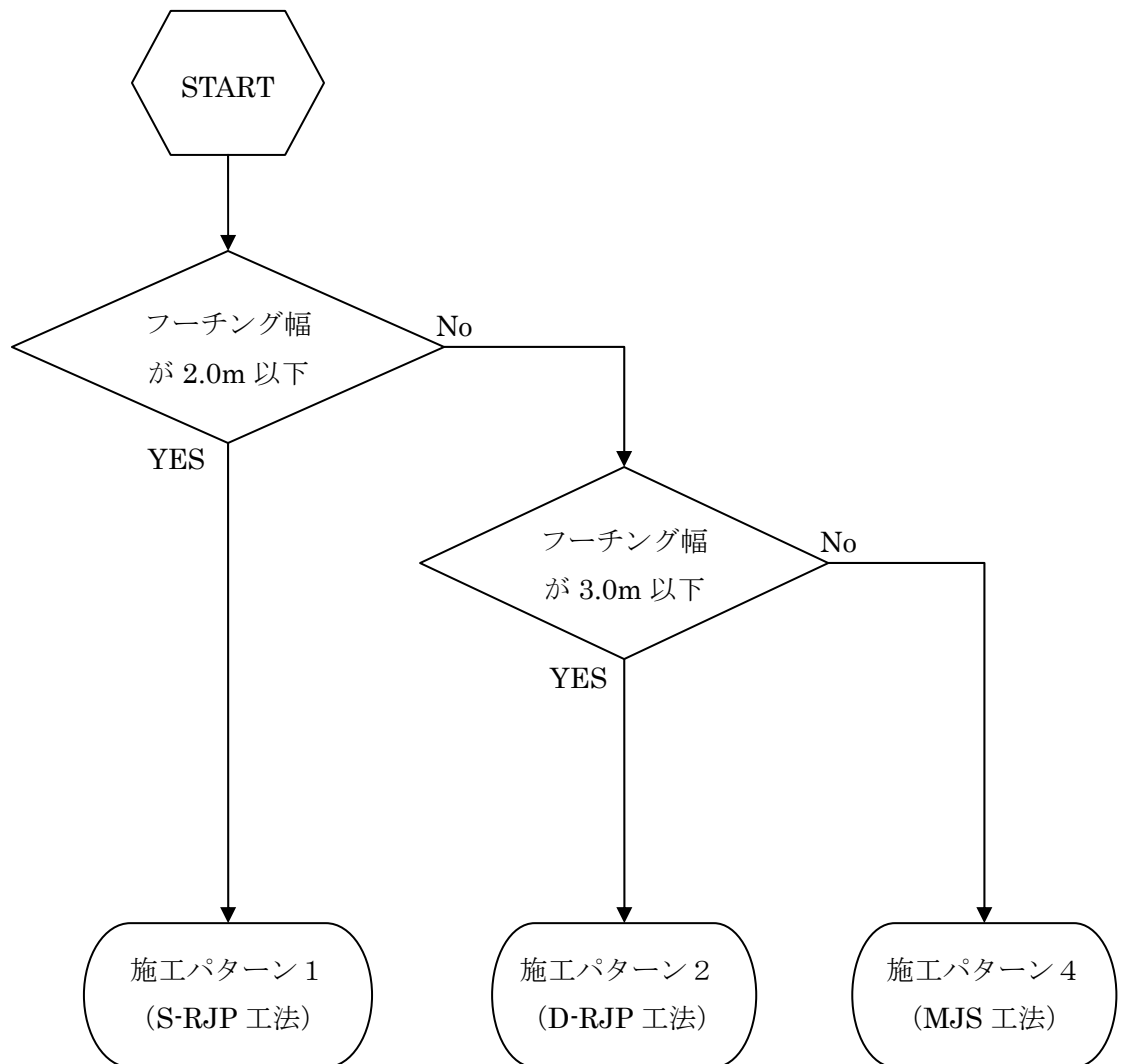 START
フーチング幅
が 2.0m 以下
No
YES
フーチング幅
が 3.0m 以下
No
YES
施工パターン１
（S-RJP 工法）
施工パターン２
（D-RJP 工法）
施工パターン４
（MJS 工法）